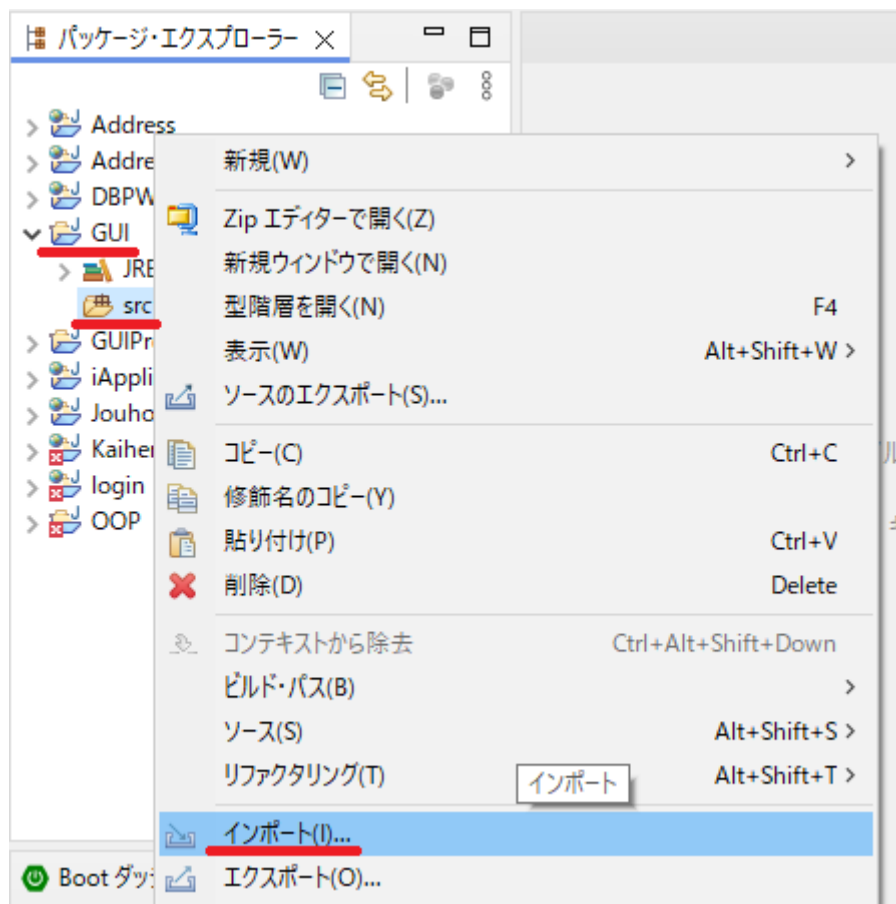 パッケージ・エクスプローラー
Address
Addre
DBPW
GUI
JRE
src
GUIPr
iAppli
Jouho
Kaihe
login
OOP
新規(W)
Zip エディターで開く(Z)
新規ウィンドウで開く(N)
型階層を開く(N) F4
表示(W) Alt+Shift+W
ソースのエクスポート(S)...
コピー(C) Ctrl+C
修飾名のコピー(Y)
貼り付け(P) Ctrl+V
削除(D) Delete
コンテキストから除去 Ctrl+Alt+Shift+Down
ビルド・パス(B)
ソース(S) Alt+Shift+S
リファクタリング(T) Alt+Shift+T
インポート
インポート(I)...
エクスポート(O)...
Boot ダッ